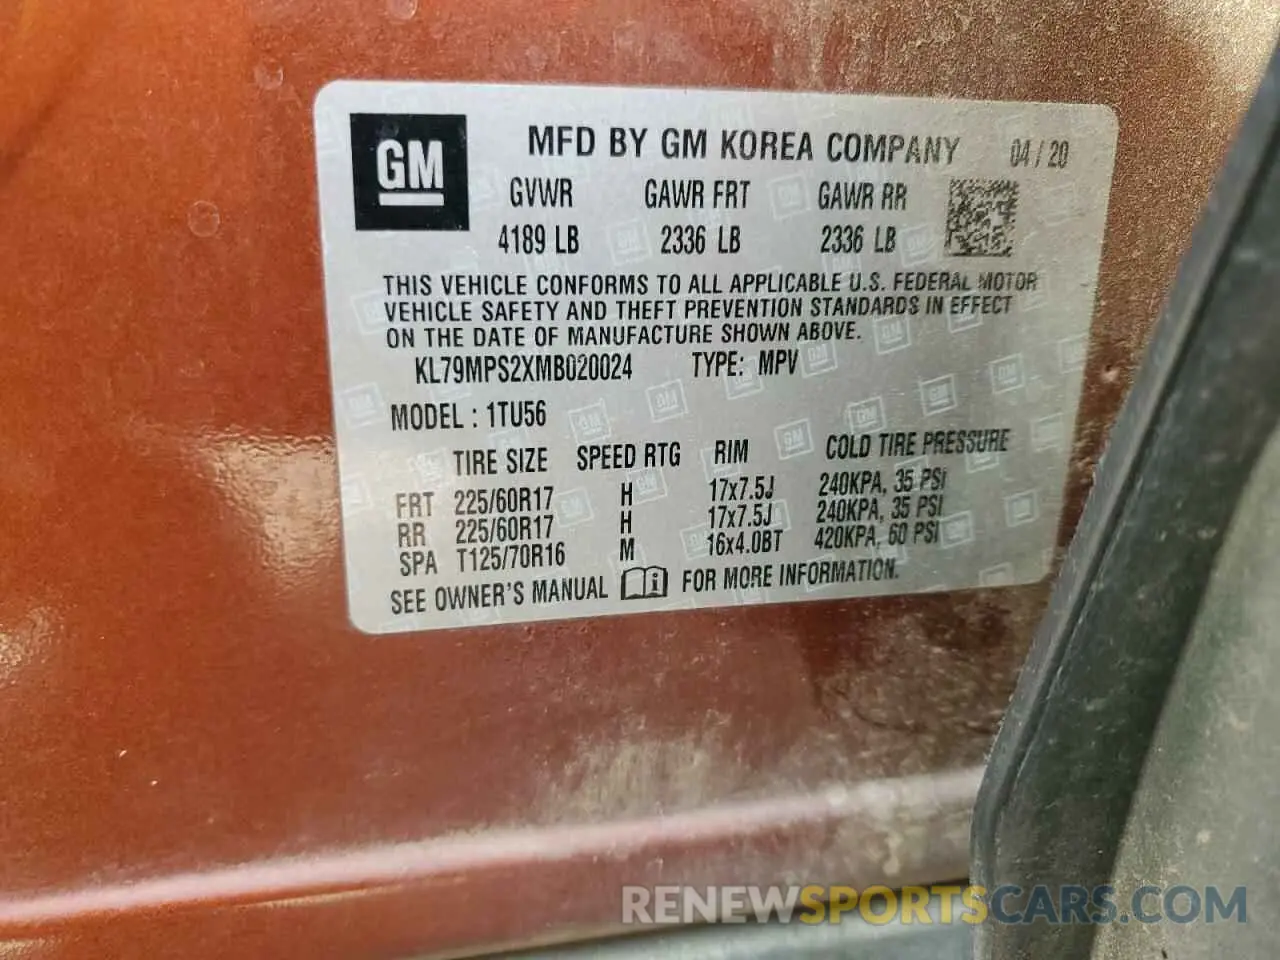 GM
MFD BY GM KOREA COMPANY 04/20
GVWR GAWR FRT GAWR RR
4189 LB 2336 LB 2336 LB
THIS VEHICLE CONFORMS TO ALL APPLICABLE U.S. FEDERAL MOTOR
VEHICLE SAFETY AND THEFT PREVENTION STANDARDS IN EFFECT
ON THE DATE OF MANUFACTURE SHOWN ABOVE.
KL79MPS2XMB020024 TYPE: MPV
MODEL : 1TU56
TIRE SIZE SPEED RTG RIM COLD TIRE PRESSURE
FRT 225/60R17 H 17x7.5J 240KPA, 35 PSI
RR 225/60R17 H 17x7.5J 240KPA, 35 PSI
SPA T125/70R16 M 16x4.0BT 420KPA, 60 PSI
SEE OWNER'S MANUAL FOR MORE INFORMATION.
RENEWSPORTSCARS.COM